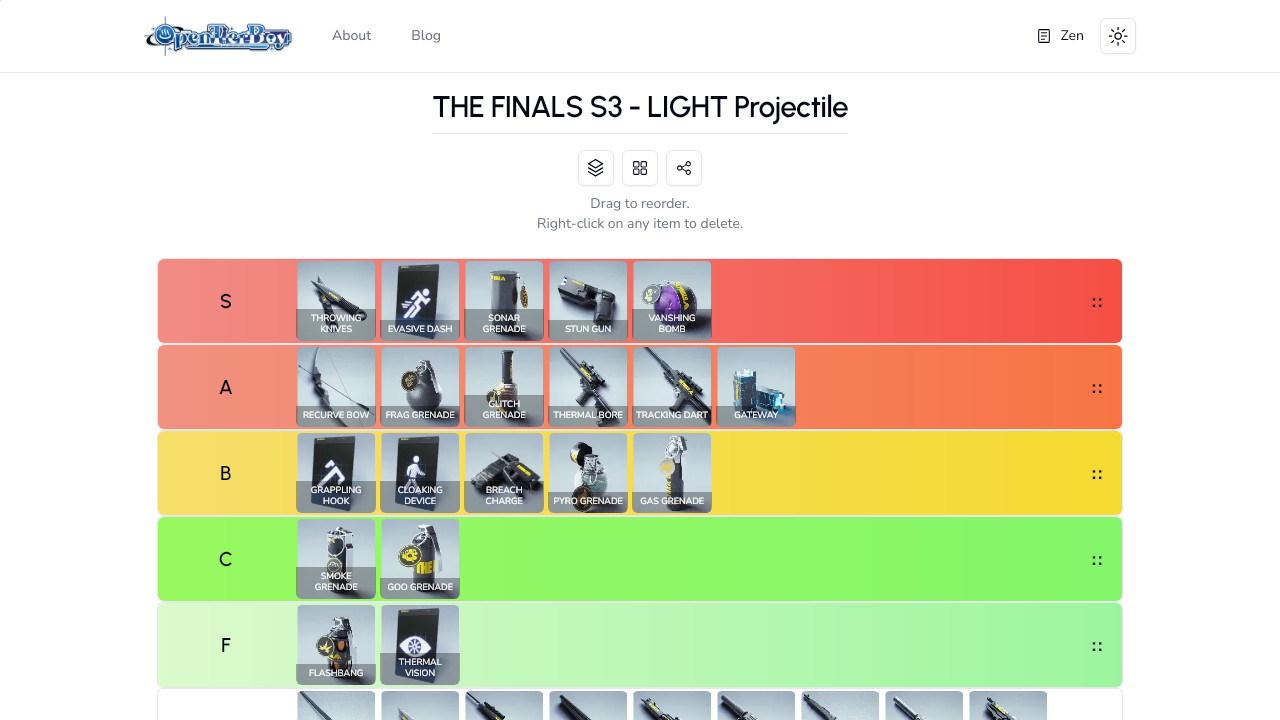 OpenTierBoy
About
Blog
Zen
THE FINALS S3 - LIGHT Projectile
Drag to reorder.
Right-click on any item to delete.
S
THROWING
KNIVES
EVASIVE DASH
SONAR
GRENADE
STUN GUN
VANSHING
BOMB
A
RECURVE BOW
FRAG GRENADE
GLITCH
GRENADE
THERMAL BORE
TRACKING DART
GATEWAY
B
GRAPPLING
HOOK
CLOAKING
DEVICE
BREACH
CHARGE
PYRO GRENADE
GAS GRENADE
C
SMOKE
GRENADE
GOO GRENADE
F
FLASHBANG
THERMAL
VISION